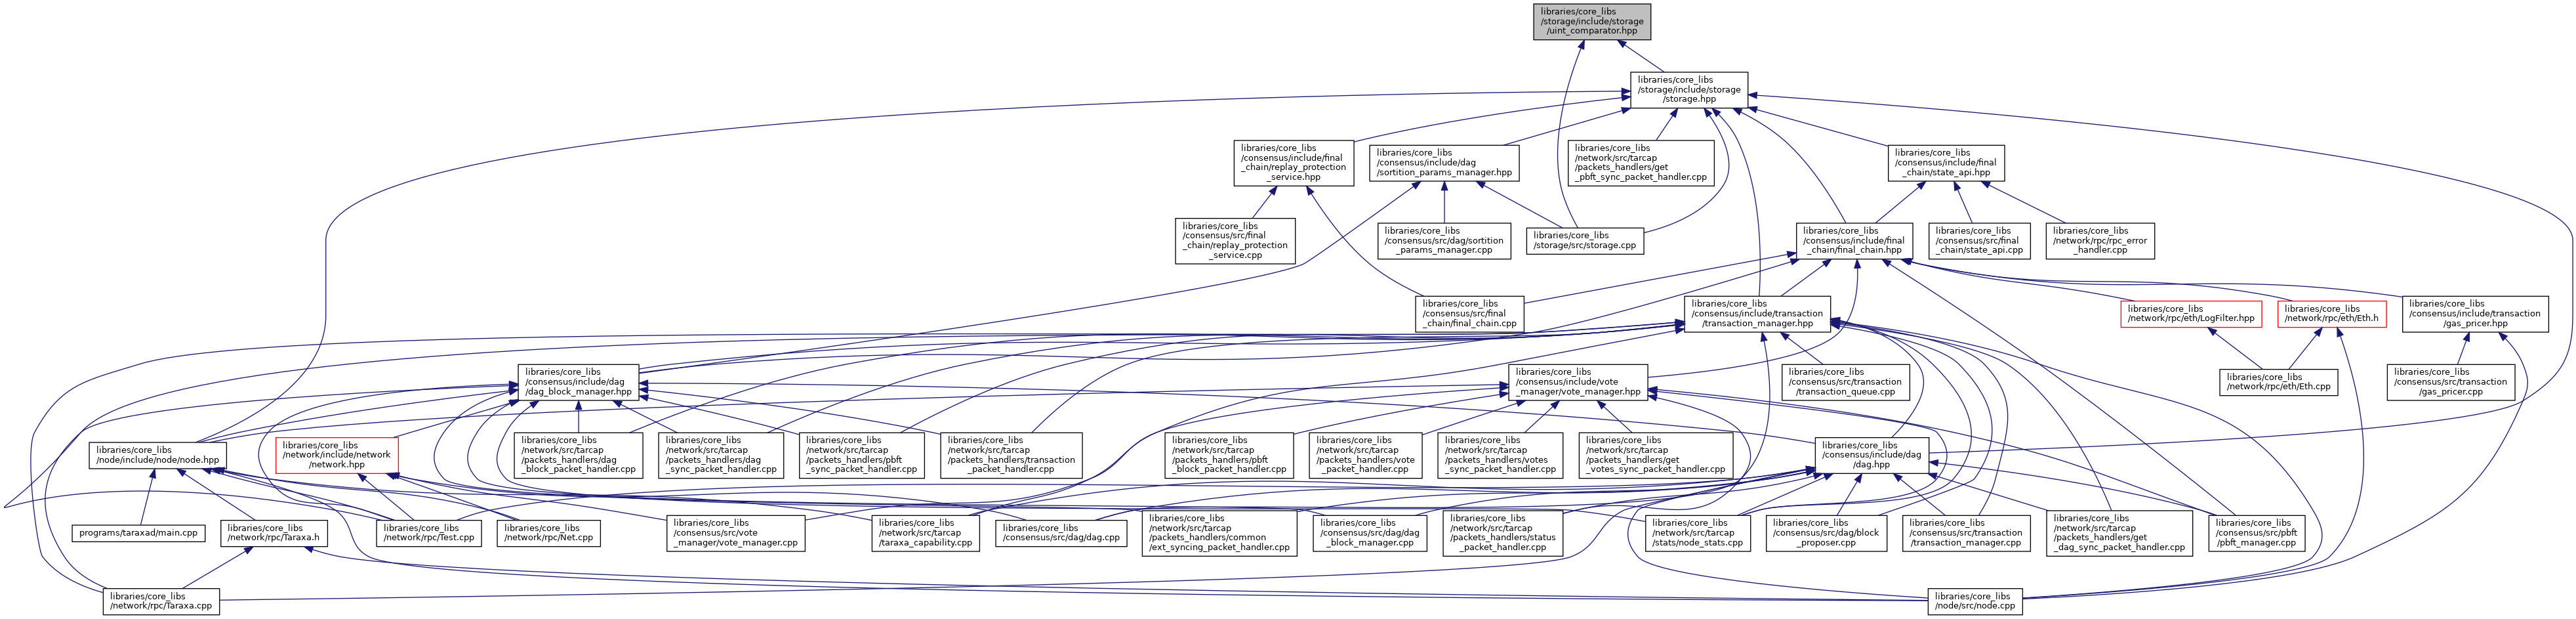 libraries/core_libs
/storage/include/storage
/uint_comparator.hpp
libraries/core_libs
/storage/include/storage
/storage.hpp
libraries/core_libs
/consensus/include/final
_chain/replay_protection
_service.hpp
libraries/core_libs
/consensus/include/dag
/sortition_params_manager.hpp
libraries/core_libs
/network/src/tarcap
/packets_handlers/get
_pbft_sync_packet_handler.cpp
libraries/core_libs
/consensus/include/final
_chain/state_api.hpp
libraries/core_libs
/consensus/src/final
_chain/replay_protection
_service.cpp
libraries/core_libs
/consensus/src/dag/sortition
_params_manager.cpp
libraries/core_libs
/storage/src/storage.cpp
libraries/core_libs
/consensus/include/final
_chain/final_chain.hpp
libraries/core_libs
/consensus/src/final
_chain/state_api.cpp
libraries/core_libs
/network/rpc/rpc_error
_handler.cpp
libraries/core_libs
/consensus/src/final
_chain/final_chain.cpp
libraries/core_libs
/consensus/include/transaction
/transaction_manager.hpp
libraries/core_libs
/network/rpc/eth/LogFilter.hpp
libraries/core_libs
/network/rpc/eth/Eth.h
libraries/core_libs
/consensus/include/transaction
/gas_pricer.hpp
libraries/core_libs
/consensus/include/dag
/dag_block_manager.hpp
libraries/core_libs
/consensus/include/vote
_manager/vote_manager.hpp
libraries/core_libs
/consensus/src/transaction
/transaction_queue.cpp
libraries/core_libs
/network/rpc/eth/Eth.cpp
libraries/core_libs
/consensus/src/transaction
/gas_pricer.cpp
libraries/core_libs
/node/include/node/node.hpp
libraries/core_libs
/network/include/network
/network.hpp
libraries/core_libs
/network/src/tarcap
/packets_handlers/dag
_block_packet_handler.cpp
libraries/core_libs
/network/src/tarcap
/packets_handlers/dag
_sync_packet_handler.cpp
libraries/core_libs
/network/src/tarcap
/packets_handlers/pbft
_sync_packet_handler.cpp
libraries/core_libs
/network/src/tarcap
/packets_handlers/transaction
_packet_handler.cpp
libraries/core_libs
/network/src/tarcap
/packets_handlers/pbft
_block_packet_handler.cpp
libraries/core_libs
/network/src/tarcap
/packets_handlers/vote
_packet_handler.cpp
libraries/core_libs
/network/src/tarcap
/packets_handlers/votes
_sync_packet_handler.cpp
libraries/core_libs
/network/src/tarcap
/packets_handlers/get
_votes_sync_packet_handler.cpp
libraries/core_libs
/consensus/include/dag
/dag.hpp
programs/taraxad/main.cpp
libraries/core_libs
/network/rpc/Taraxa.h
libraries/core_libs
/network/rpc/Test.cpp
libraries/core_libs
/network/rpc/Net.cpp
libraries/core_libs
/consensus/src/vote
_manager/vote_manager.cpp
libraries/core_libs
/network/src/tarcap
/taraxa_capability.cpp
libraries/core_libs
/consensus/src/dag/dag.cpp
libraries/core_libs
/network/src/tarcap
/packets_handlers/common
/ext_syncing_packet_handler.cpp
libraries/core_libs
/consensus/src/dag/dag
_block_manager.cpp
libraries/core_libs
/network/src/tarcap
/packets_handlers/status
_packet_handler.cpp
libraries/core_libs
/network/src/tarcap
/stats/node_stats.cpp
libraries/core_libs
/consensus/src/dag/block
_proposer.cpp
libraries/core_libs
/consensus/src/transaction
/transaction_manager.cpp
libraries/core_libs
/network/src/tarcap
/packets_handlers/get
_dag_sync_packet_handler.cpp
libraries/core_libs
/consensus/src/pbft
/pbft_manager.cpp
libraries/core_libs
/network/rpc/Taraxa.cpp
libraries/core_libs
/node/src/node.cpp